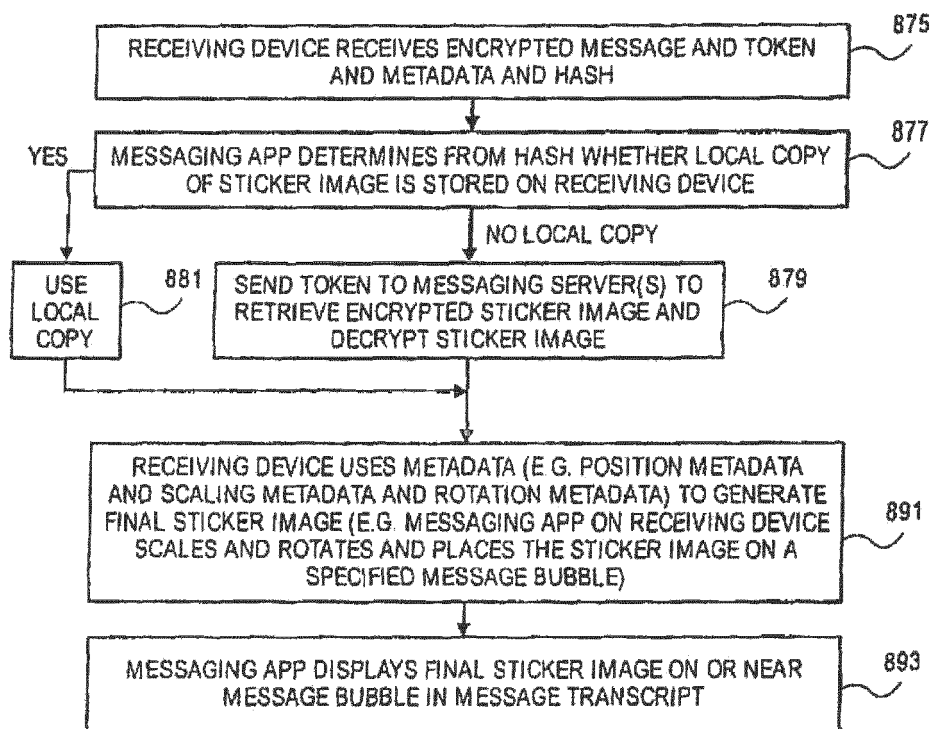 875
RECEIVING DEVICE RECEIVES ENCRYPTED MESSAGE AND TOKEN
AND METADATA AND HASH
877
YES
MESSAGING APP DETERMINES FROM HASH WHETHER LOCAL COPY
OF STICKER IMAGE IS STORED ON RECEIVING DEVICE
NO LOCAL COPY
881
USE
LOCAL
COPY
879
SEND TOKEN TO MESSAGING SERVER(S) TO
RETRIEVE ENCRYPTED STICKER IMAGE AND
DECRYPT STICKER IMAGE
891
RECEIVING DEVICE USES METADATA (E.G. POSITION METADATA
AND SCALING METADATA AND ROTATION METADATA) TO GENERATE
FINAL STICKER IMAGE (E.G. MESSAGING APP ON RECEIVING DEVICE
SCALES AND ROTATES AND PLACES THE STICKER IMAGE ON A
SPECIFIED MESSAGE BUBBLE)
893
MESSAGING APP DISPLAYS FINAL STICKER IMAGE ON OR NEAR
MESSAGE BUBBLE IN MESSAGE TRANSCRIPT